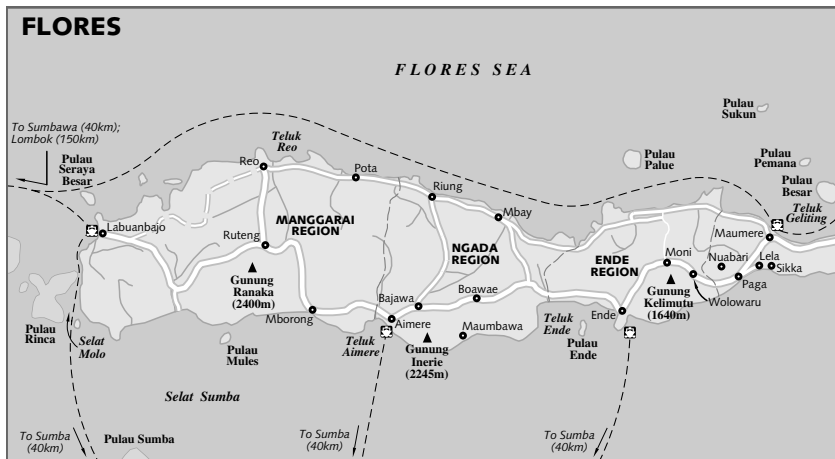 FLORES
FLORES SEA
To Sumbawa (40km);
Lombok (150km)
Pulau
Seraya
Besar
Teluk
Reo
Reo
Pota
Riung
Mbay
Pulau
Sukun
Pulau
Palue
Pulau
Pemana
Pulau
Besar
Teluk
Geliting
Labuanbajo
MANGGARAI
REGION
Ruteng
NGADA
REGION
ENDE
REGION
Moni
Nuabari
Maumere
Lela
Sikka
Paga
Wolowaru
Gunung
Ranaka
(2400m)
Mborong
Bajawa
Boawae
Aimere
Maumbawa
Gunung
Inerie
(2245m)
Teluk
Aimere
Teluk
Ende
Ende
Pulau
Ende
Gunung
Kelimutu
(1640m)
Pulau
Rinca
Selat
Molo
Pulau
Mules
Selat Sumba
To Sumba
(40km)
Pulau Sumba
To Sumba
(40km)
To Sumba
(40km)